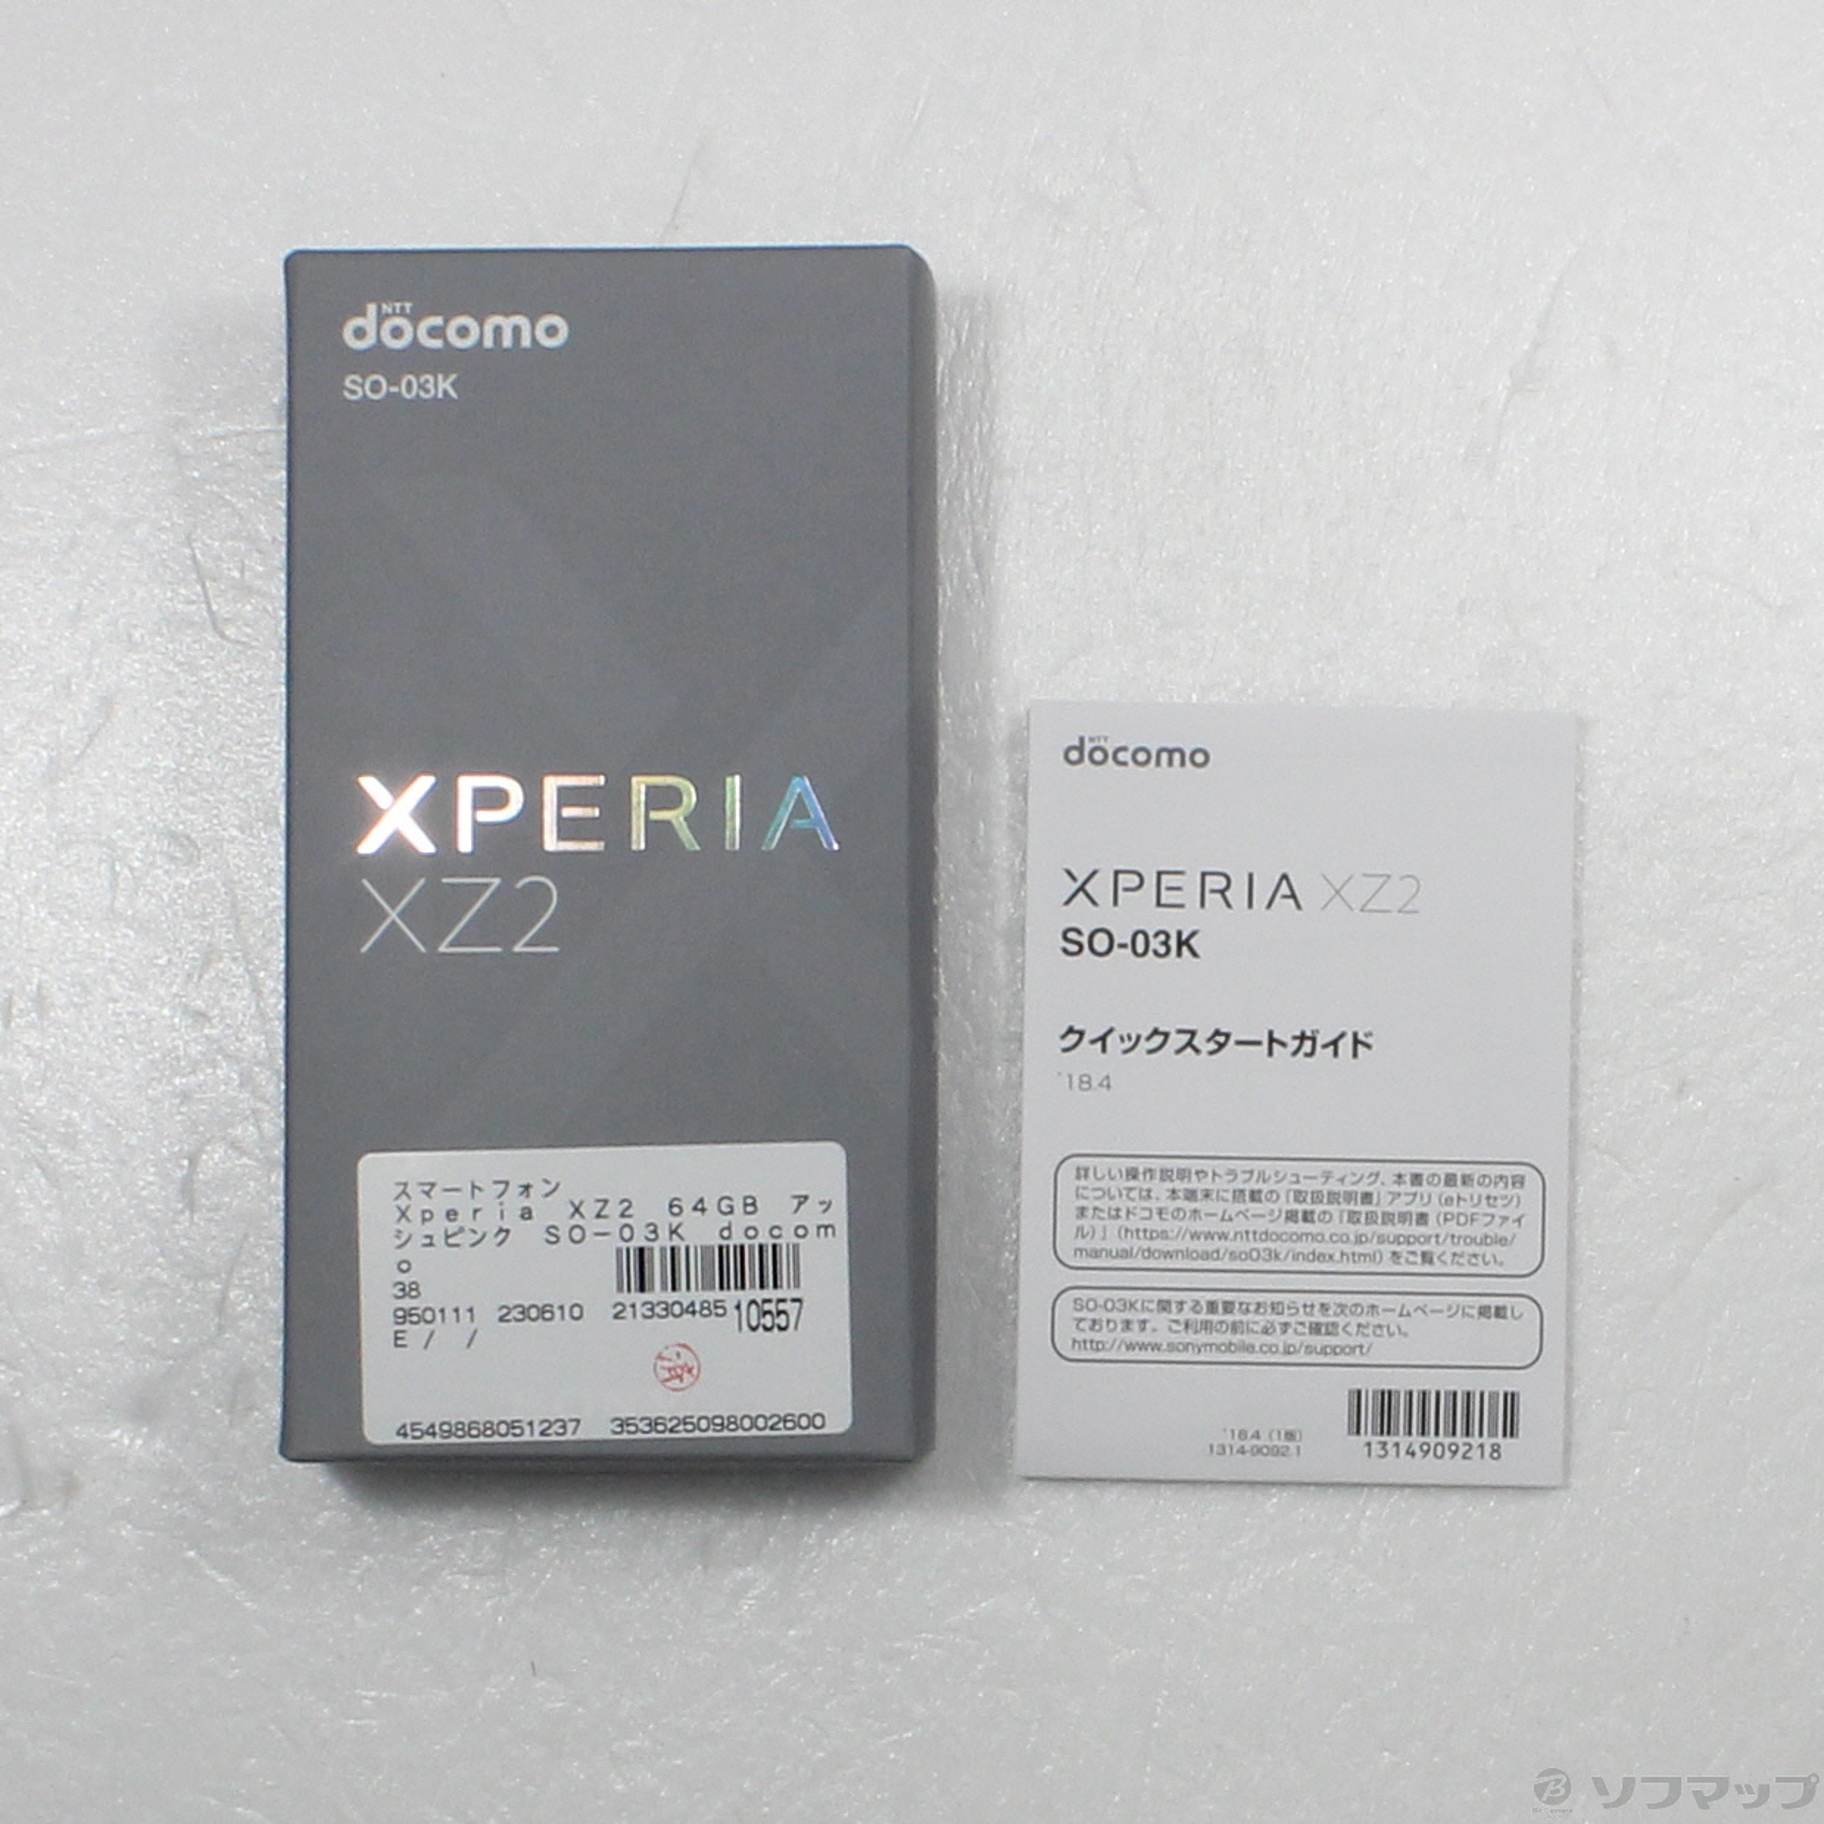 NTT
docomo
SO-03K
XPERIA
XZ2
スマートフォン
Xperia XZ2 64GB アッ
シュピンク SO-03K docom
o
38
950111 230610 2133048510557
E / /
4549868051237 353625098002600
NTT
docomo
XPERIA XZ2
SO-03K
クイックスタートガイド
'18.4
詳しい操作説明やトラブルシューティング、本書の最新の内容
については、本端末に搭載の「取扱説明書」アプリ（eトリセツ）
またはドコモのホームページ掲載の「取扱説明書（PDFファイ
ル）」（https://www.nttdocomo.co.jp/support/trouble/
manual/download/so03k/index.html）をご覧ください。
SO-03Kに関する重要なお知らせを次のホームページに掲載し
ております。ご利用の前に必ずご確認ください。
http://www.sonymobile.co.jp/support/
'18.4（1版）
1314-9092.1
1314909218
ソフマップ